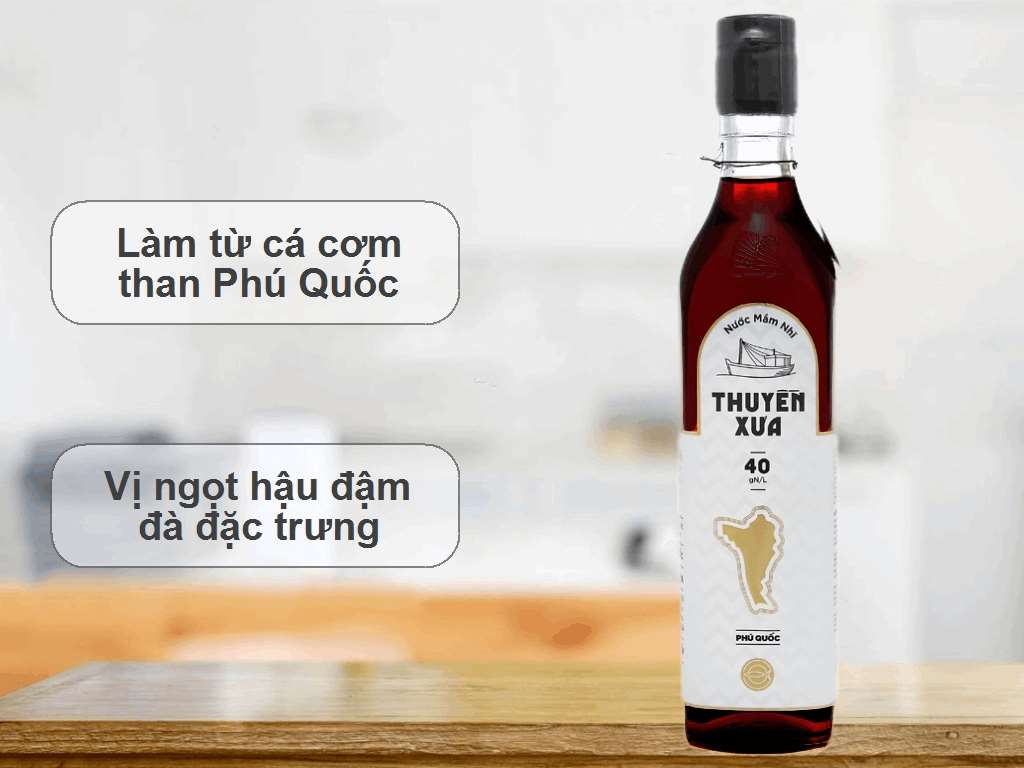 Làm từ cá cơm
than Phú Quốc
Vị ngọt hậu đậm
đà đặc trưng
Nước Mắm Nhĩ
THUYỀN
XƯA
40
gN/L
PHÚ QUỐC